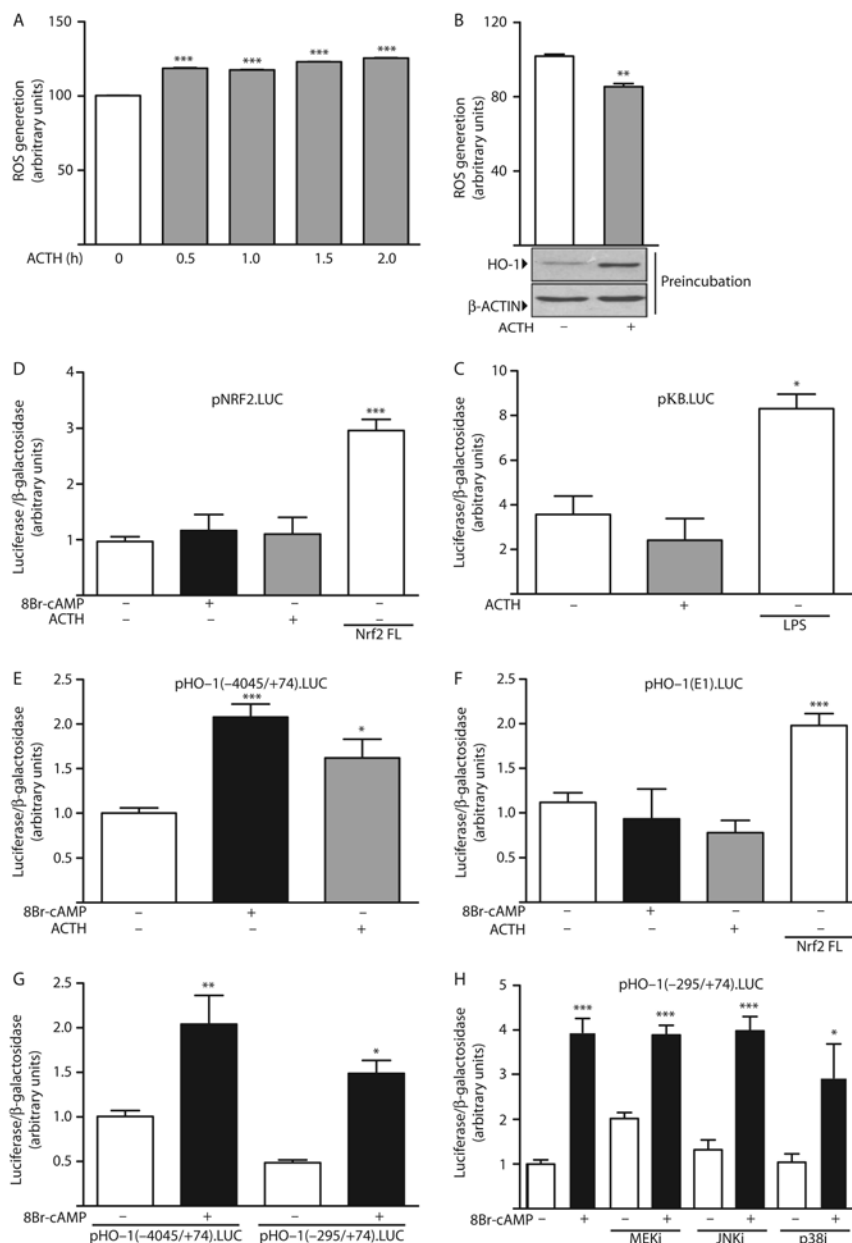 A
150
100
50
ROS generetion
(arbritrary units)
***
***
***
***
ACTH (h)
0
0.5
1.0
1.5
2.0
B
120
80
40
ROS generetion
(arbritrary units)
**
HO-1
β-ACTIN
Preincubation
ACTH
–
+
D
pNRF2.LUC
4
3
2
1
Luciferase /β-galactosidase
(arbitrary units)
***
8Br-cAMP
– + – –
ACTH
– – + –
Nrf2 FL
C
pKB.LUC
10
8
6
4
2
Luciferase/β-galactosidase
(arbitrary units)
*
ACTH
– + –
LPS
E
pHO–1(–4045/+74).LUC
2.5
2.0
1.5
1.0
0.5
Luciferase/β-galactosidase
(arbitrary units)
***
*
8Br-cAMP
– + –
ACTH
– – +
F
pHO–1(E1).LUC
2.5
2.0
1.5
1.0
0.5
Luciferase/β-galactosidase
(arbitrary units)
***
8Br-cAMP
– + – –
ACTH
– – + –
Nrf2 FL
G
2.5
2.0
1.5
1.0
0.5
Luciferase/β-galactosidase
(arbitrary units)
**
*
8Br-cAMP
– + – +
pHO–1(–4045/+74).LUC
pHO–1(–295/+74).LUC
H
pHO–1(–295/+74).LUC
5
4
3
2
1
Luciferase/β-galactosidase
(arbitrary units)
***
***
***
*
8Br-cAMP
– + – + – + – +
MEKi
JNKi
p38i